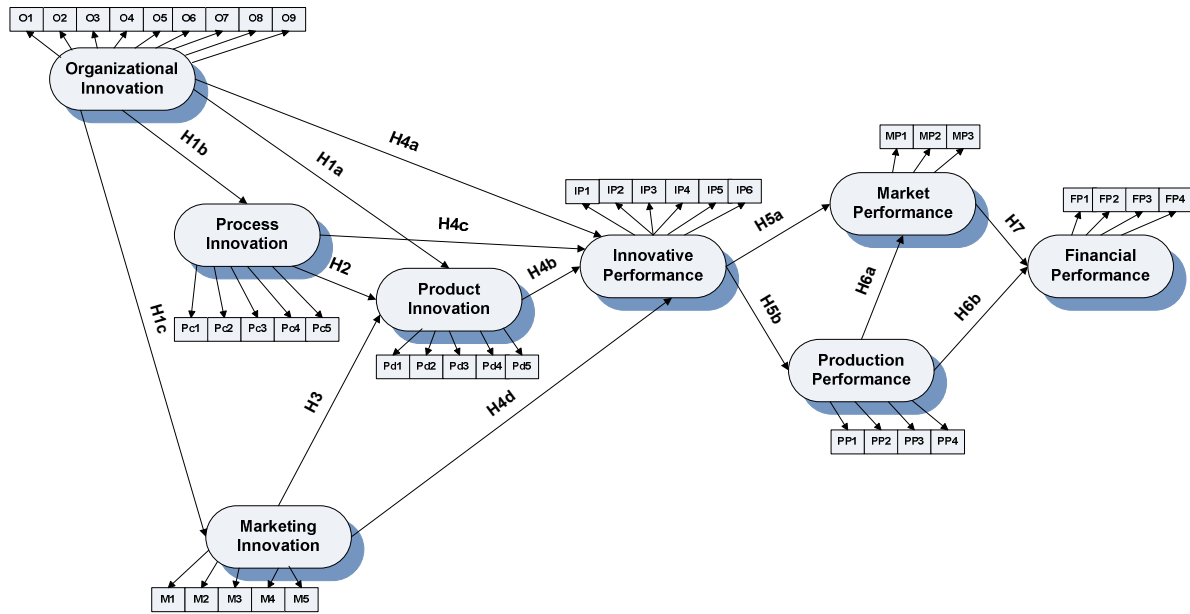 O1 O2 O3 O4 O5 O6 O7 O8 O9
Organizational
Innovation
H1b
H1a
H4a
H1c
MP1 MP2 MP3
Market
Performance
IP1 IP2 IP3 IP4 IP5 IP6
FP1 FP2 FP3 FP4
Process
Innovation
H4c
H2
H5a
H7
Innovative
Performance
Financial
Performance
Product
Innovation
H4b
H6a
H5b
H6b
Pc1 Pc2 Pc3 Pc4 Pc5
Pd1 Pd2 Pd3 Pd4 Pd5
Production
Performance
H3
H4d
PP1 PP2 PP3 PP4
Marketing
Innovation
M1 M2 M3 M4 M5